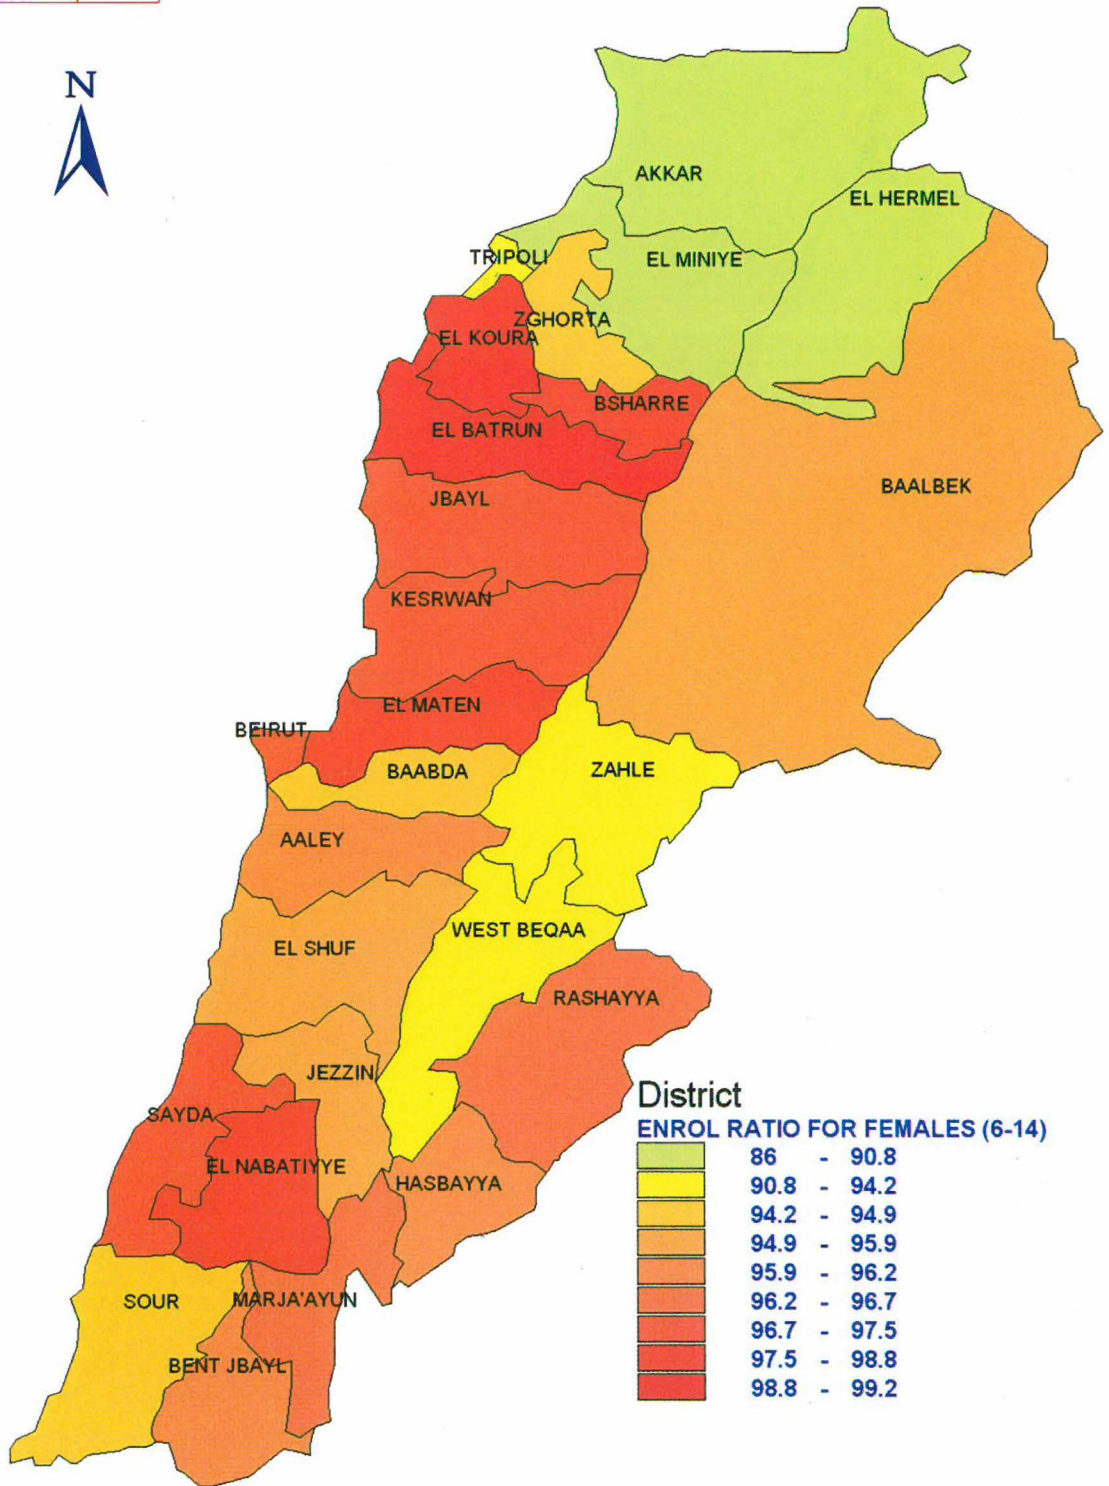 N
AKKAR
EL HERMEL
TRIPOLI
EL MINIYE
ZGHORTA
EL KOURA
BSHARRE
EL BATRUN
BAALBEK
JBAYL
KESRWAN
EL MATEN
BEIRUT
BAABDA
ZAHLE
AALEY
WEST BEQAA
EL SHUF
RASHAYYA
JEZZIN
SAYDA
EL NABATIYYE
HASBAYYA
SOUR
MARJA'AYUN
BENT JBAYL
District
ENROL RATIO FOR FEMALES (6-14)
86 - 90.8
90.8 - 94.2
94.2 - 94.9
94.9 - 95.9
95.9 - 96.2
96.2 - 96.7
96.7 - 97.5
97.5 - 98.8
98.8 - 99.2